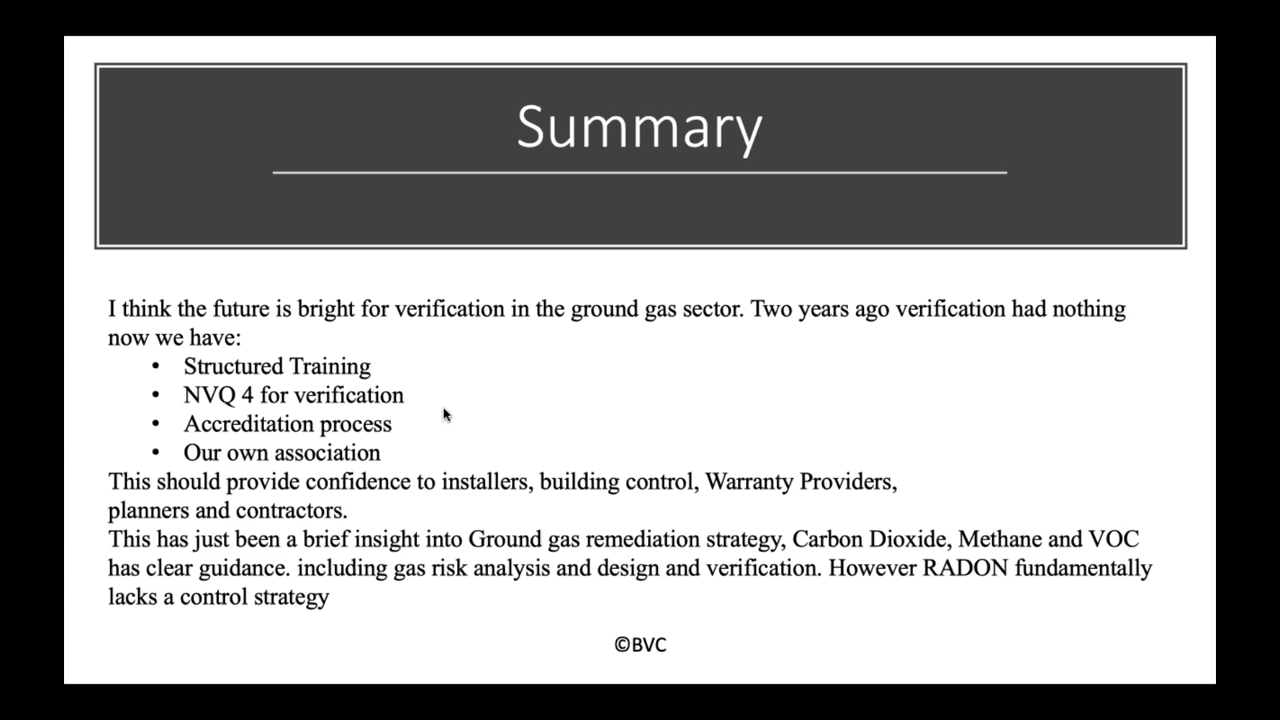 Summary
I think the future is bright for verification in the ground gas sector. Two years ago verification had nothing
now we have:
• Structured Training
• NVQ 4 for verification
• Accreditation process
• Our own association
This should provide confidence to installers, building control, Warranty Providers,
planners and contractors.
This has just been a brief insight into Ground gas remediation strategy, Carbon Dioxide, Methane and VOC
has clear guidance. including gas risk analysis and design and verification. However RADON fundamentally
lacks a control strategy
©BVC